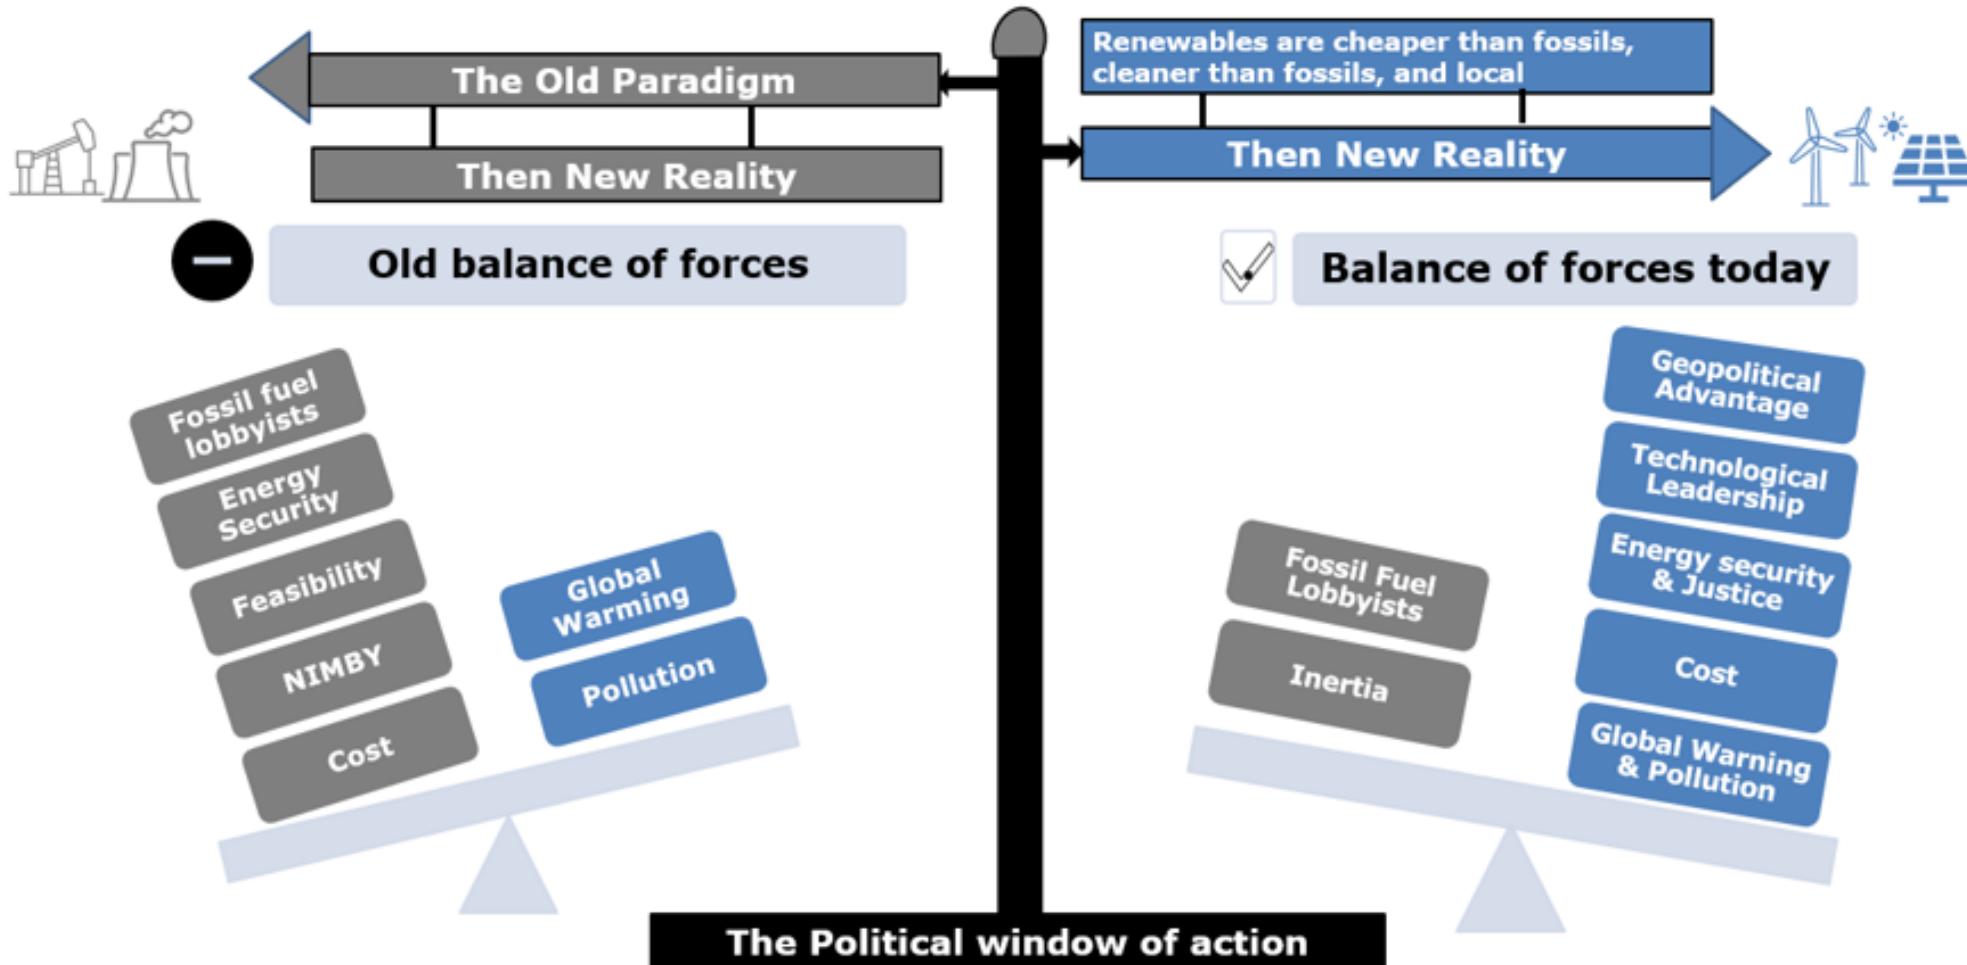 The Old Paradigm
Then New Reality
Renewables are cheaper than fossils,
cleaner than fossils, and local
Then New Reality
Old balance of forces
Balance of forces today
Fossil fuel
lobbyists
Energy
Security
Feasibility
NIMBY
Cost
Global
Warming
Pollution
Fossil Fuel
Lobbyists
Inertia
Geopolitical
Advantage
Technological
Leadership
Energy security
& Justice
Cost
Global Warning
& Pollution
The Political window of action